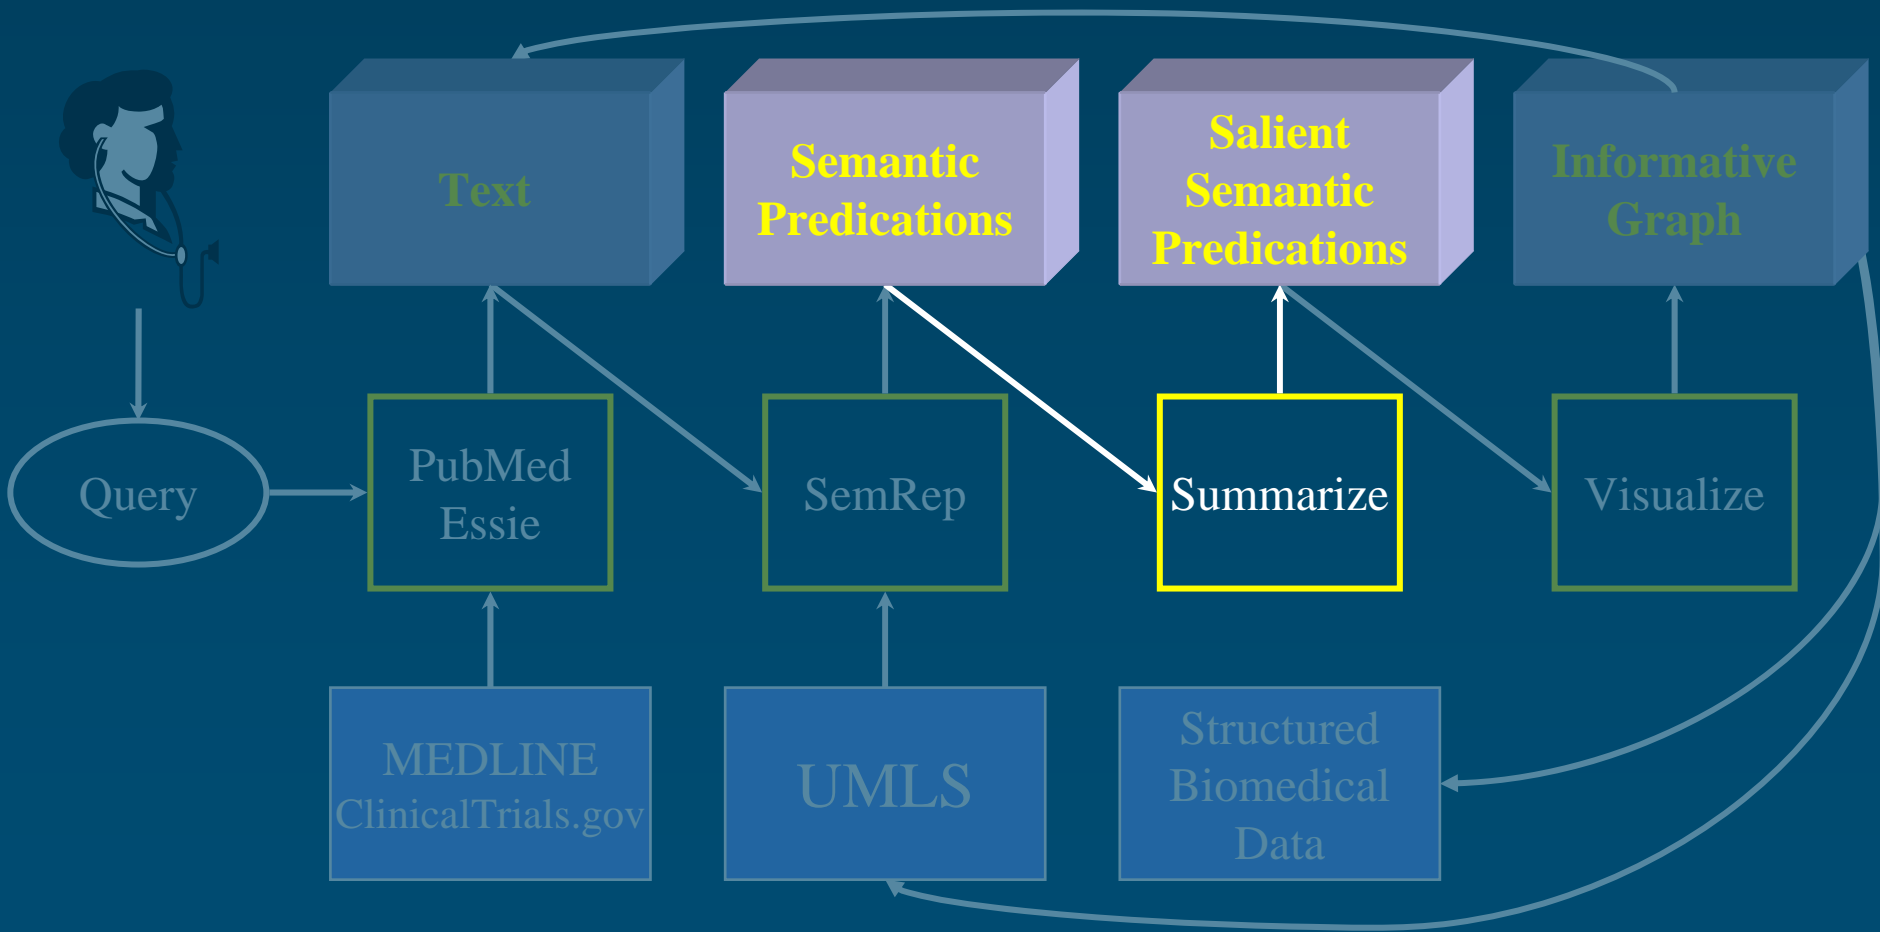 Text
Semantic
Predications
Salient
Semantic
Predications
Informative
Graph
Query
PubMed
Essie
SemRep
Summarize
Visualize
MEDLINE
ClinicalTrials.gov
UMLS
Structured
Biomedical
Data